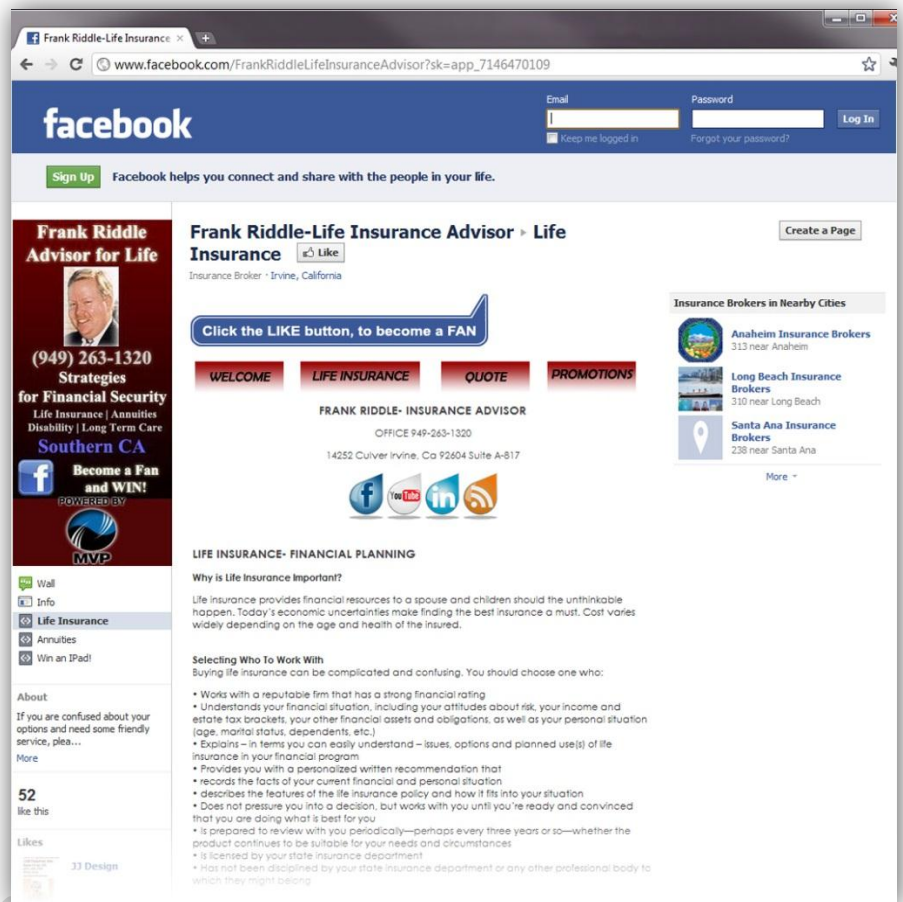 Frank Riddle-Life Insurance
www.facebook.com/FrankRiddleLifeInsuranceAdvisor?sk=app_7146470109
facebook
Email
Password
Keep me logged in
Forgot your password?
Log In
Sign Up
Facebook helps you connect and share with the people in your life.
Frank Riddle
Advisor for Life
(949) 263-1320
Strategies
for Financial Security
Life Insurance | Annuities
Disability | Long Term Care
Southern CA
Become a Fan
and WIN!
POWERED BY
MVP
Wall
Info
Life Insurance
Annuities
Win an IPad!
About
If you are confused about your
options and need some friendly
service, plea...
More
52
like this
Likes
JJ Design
Frank Riddle-Life Insurance Advisor ▸ Life
Insurance
Like
Insurance Broker · Irvine, California
Click the LIKE button, to become a FAN
WELCOME
LIFE INSURANCE
QUOTE
PROMOTIONS
FRANK RIDDLE- INSURANCE ADVISOR
OFFICE 949-263-1320
14252 Culver Irvine, Ca 92604 Suite A-817
You Tube
in
LIFE INSURANCE- FINANCIAL PLANNING
Why is Life Insurance Important?
Life insurance provides financial resources to a spouse and children should the unthinkable
happen. Today's economic uncertainties make finding the best insurance a must. Cost varies
widely depending on the age and health of the insured.
Selecting Who To Work With
Buying life insurance can be complicated and confusing. You should choose one who:
• Works with a reputable firm that has a strong financial rating
• Understands your financial situation, including your attitudes about risk, your income and
estate tax brackets, your other financial assets and obligations, as well as your personal situation
(age, marital status, dependents, etc.)
• Explains – in terms you can easily understand – issues, options and planned use(s) of life
insurance in your financial program
• Provides you with a personalized written recommendation that
• records the facts of your current financial and personal situation
• describes the features of the life insurance policy and how it fits into your situation
• Does not pressure you into a decision, but works with you until you're ready and convinced
that you are doing what is best for you
• Is prepared to review with you periodically—perhaps every three years or so—whether the
product continues to be suitable for your needs and circumstances
• Is licensed by your state insurance department
• Has not been disciplined by your state insurance department or any other professional body to
which they might belong
Create a Page
Insurance Brokers in Nearby Cities
Anaheim Insurance Brokers
313 near Anaheim
Long Beach Insurance
Brokers
310 near Long Beach
Santa Ana Insurance
Brokers
238 near Santa Ana
More